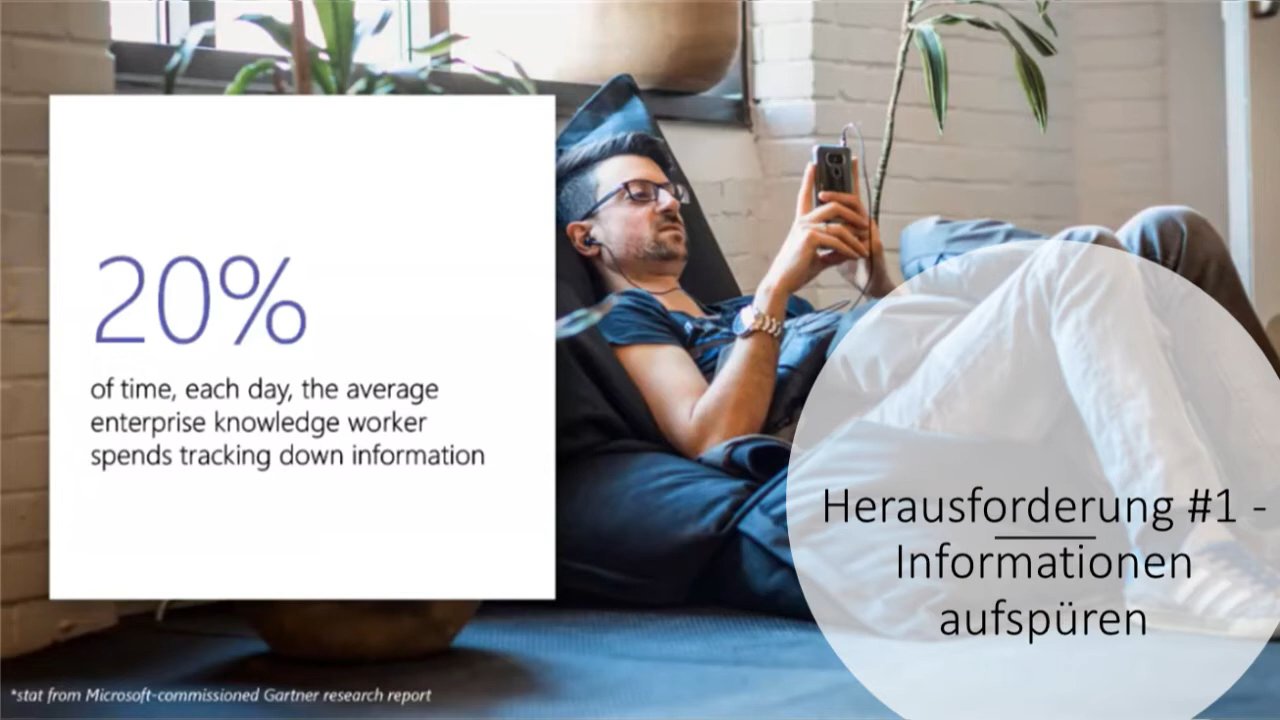 20%
of time, each day, the average
enterprise knowledge worker
spends tracking down information
Herausforderung #1 -
Informationen
aufspüren
*stat from Microsoft-commissioned Gartner research report